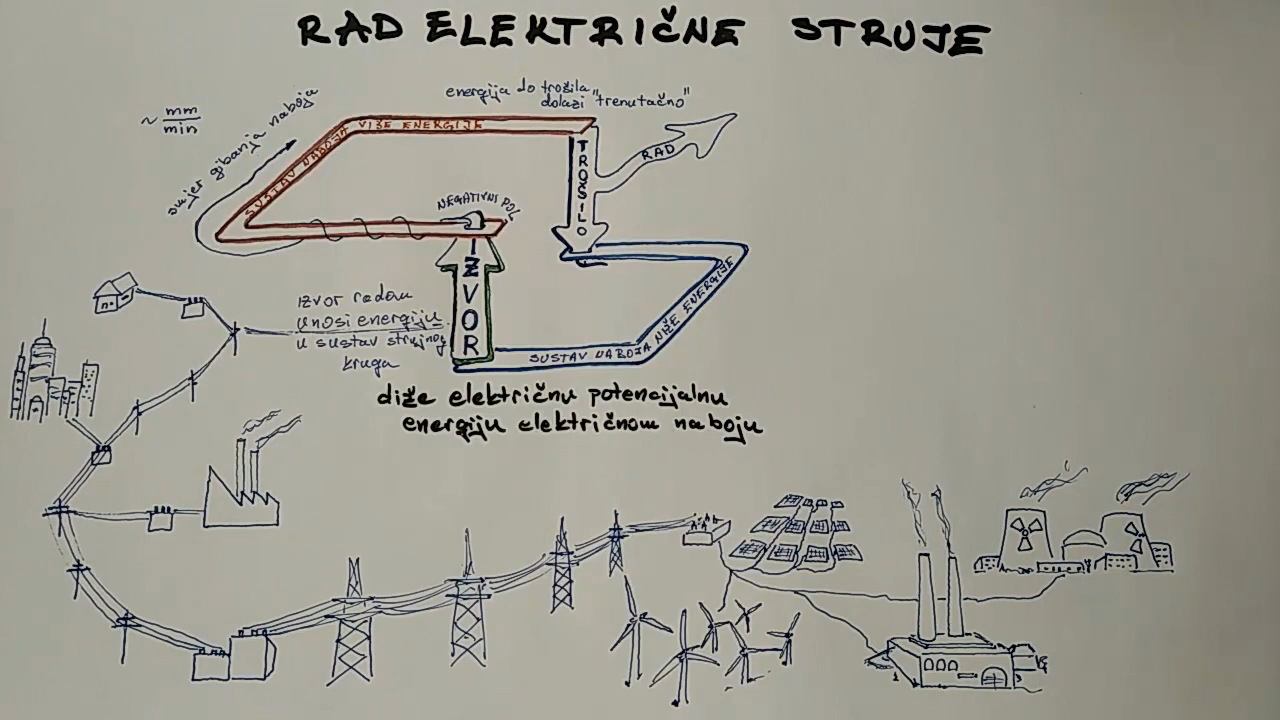 RAD ELEKTRIČNE STRUJE
energija do trošila
dolazi "trenutačno"
~ mm
min
smjer gibanja naboja
SUSTAV NABOJA
VIŠE ENERGIJE
TROŠILO
RAD
NEGATIVNI POL
IZVOR
izvor radom
unosi energiju
u sustav strujnog
kruga
SUSTAV NABOJA NIŽE ENERGIJE
diže električnu potencijalnu
energiju električnom naboju